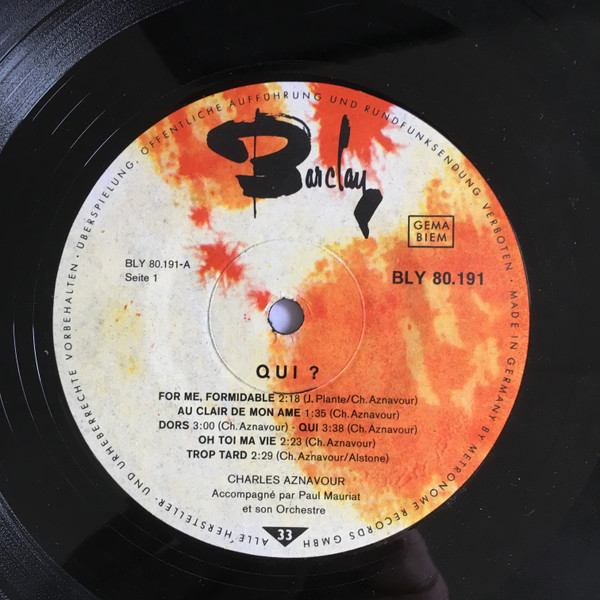 ALLE HERSTELLER- UND URHEBERRECHTE VORBEHALTEN · ÜBERSPIELUNG, ÖFFENTLICHE AUFFÜHRUNG UND RUNDFUNKSENDUNG VERBOTEN · MADE IN GERMANY BY METRONOME RECORDS GMBH ·
Barclay
GEMA
BIEM
BLY 80.191-A
Seite 1
BLY 80.191
QUI ?
FOR ME, FORMIDABLE 2:18 (J. Plante/Ch. Aznavour)
AU CLAIR DE MON AME 1:35 (Ch. Aznavour)
DORS 3:00 (Ch. Aznavour) - QUI 3:38 (Ch. Aznavour)
OH TOI MA VIE 2:23 (Ch. Aznavour)
TROP TARD 2:29 (Ch. Aznavour/Alstone)
CHARLES AZNAVOUR
Accompagné par Paul Mauriat
et son Orchestre
33